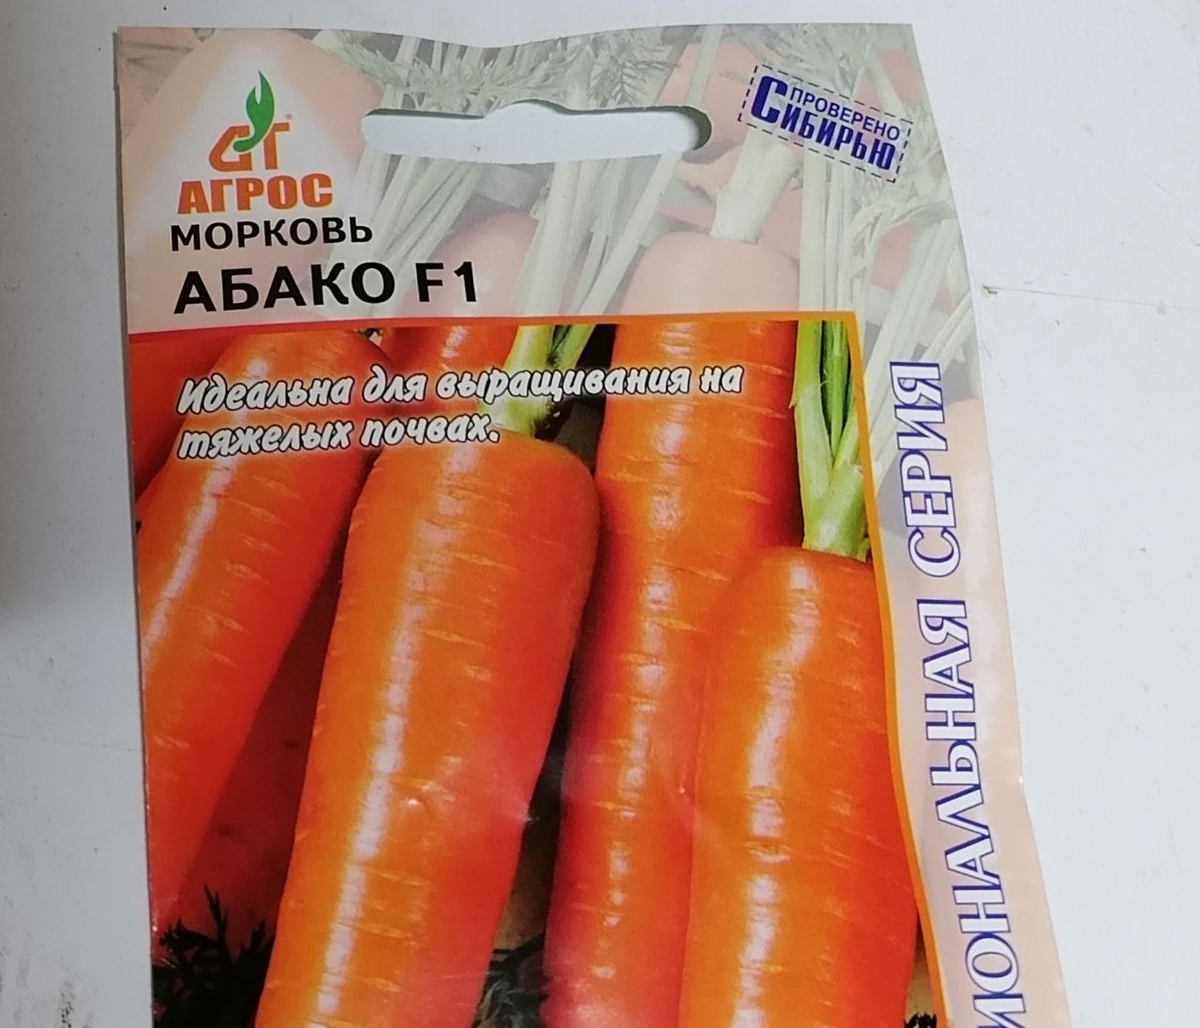 АГРОС
МОРКОВЬ
АБАКО F1
ПРОВЕРЕНО
СИБИРЬЮ
Идеальна для выращивания на
тяжелых почвах.
ИОНАЛЬНАЯ СЕРИЯ